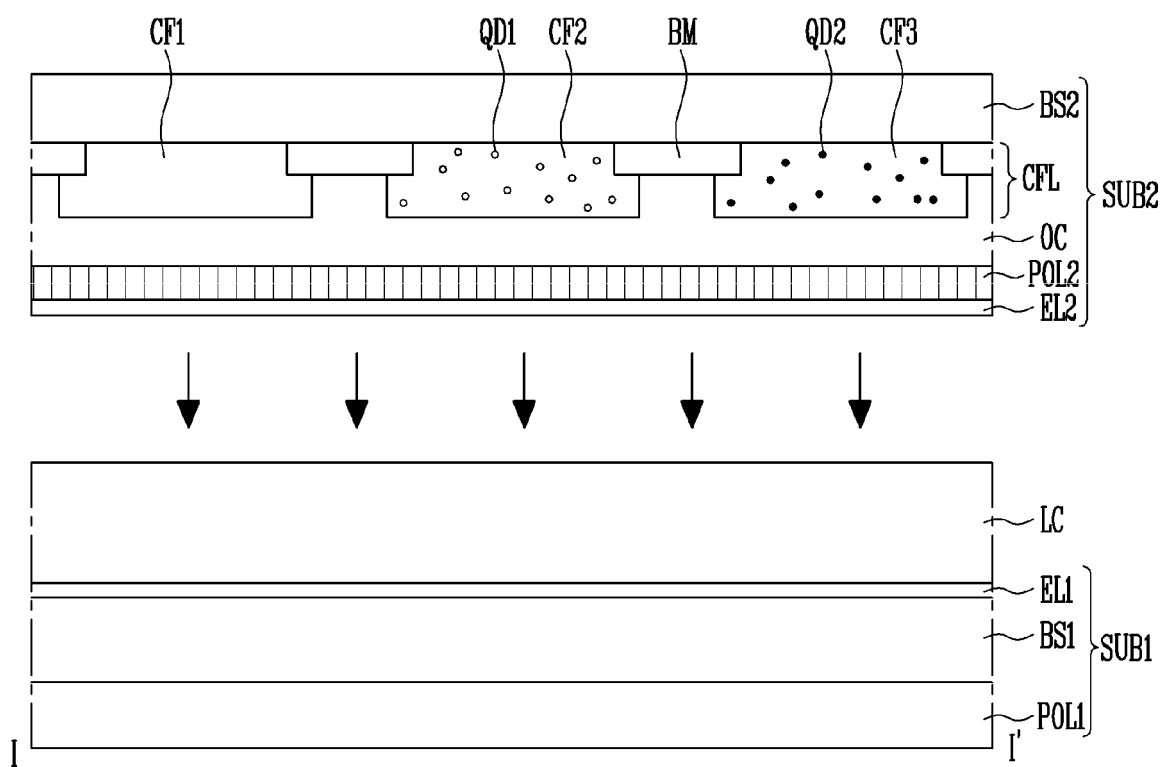 CF1 QD1 CF2 BM QD2 CF3
BS2
CFL
SUB2
OC
POL2
EL2
LC
EL1
BS1
SUB1
POL1
I I'